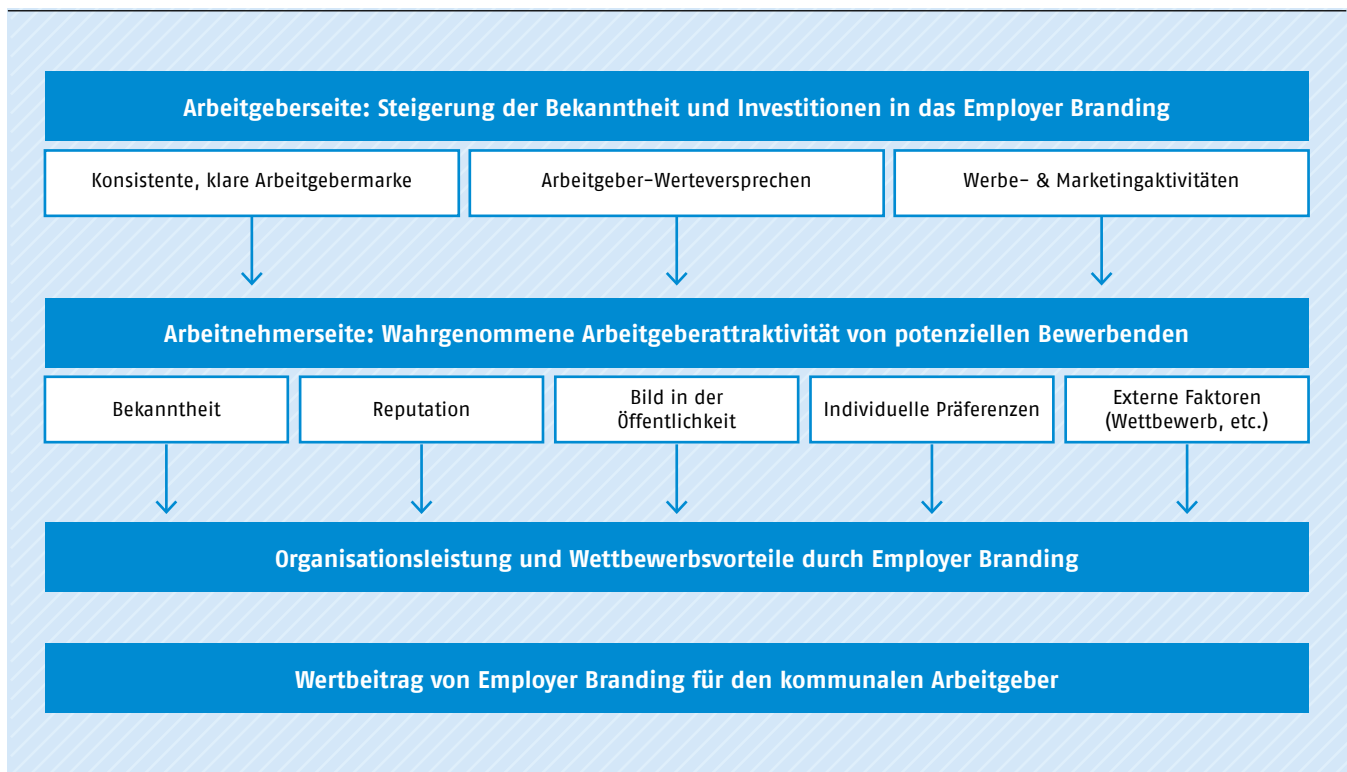 Arbeitgeberseite: Steigerung der Bekanntheit und Investitionen in das Employer Branding
Konsistente, klare Arbeitgebermarke
Arbeitgeber-Werteversprechen
Werbe- & Marketingaktivitäten
Arbeitnehmerseite: Wahrgenommene Arbeitgeberattraktivität von potenziellen Bewerbenden
Bekanntheit
Reputation
Bild in der
Öffentlichkeit
Individuelle Präferenzen
Externe Faktoren
(Wettbewerb, etc.)
Organisationsleistung und Wettbewerbsvorteile durch Employer Branding
Wertbeitrag von Employer Branding für den kommunalen Arbeitgeber